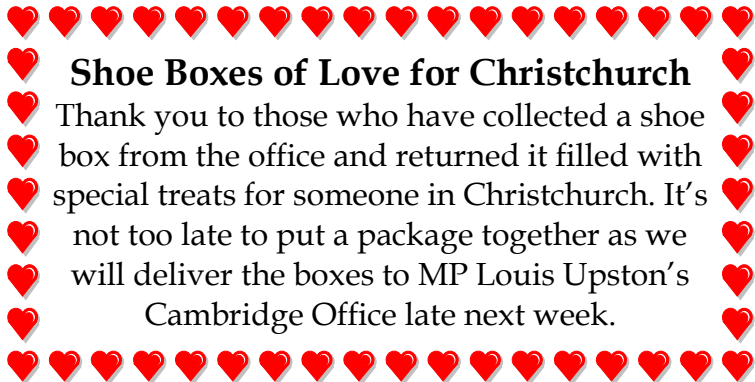 Shoe Boxes of Love for Christchurch
Thank you to those who have collected a shoe
box from the office and returned it filled with
special treats for someone in Christchurch. It’s
not too late to put a package together as we
will deliver the boxes to MP Louis Upston’s
Cambridge Office late next week.